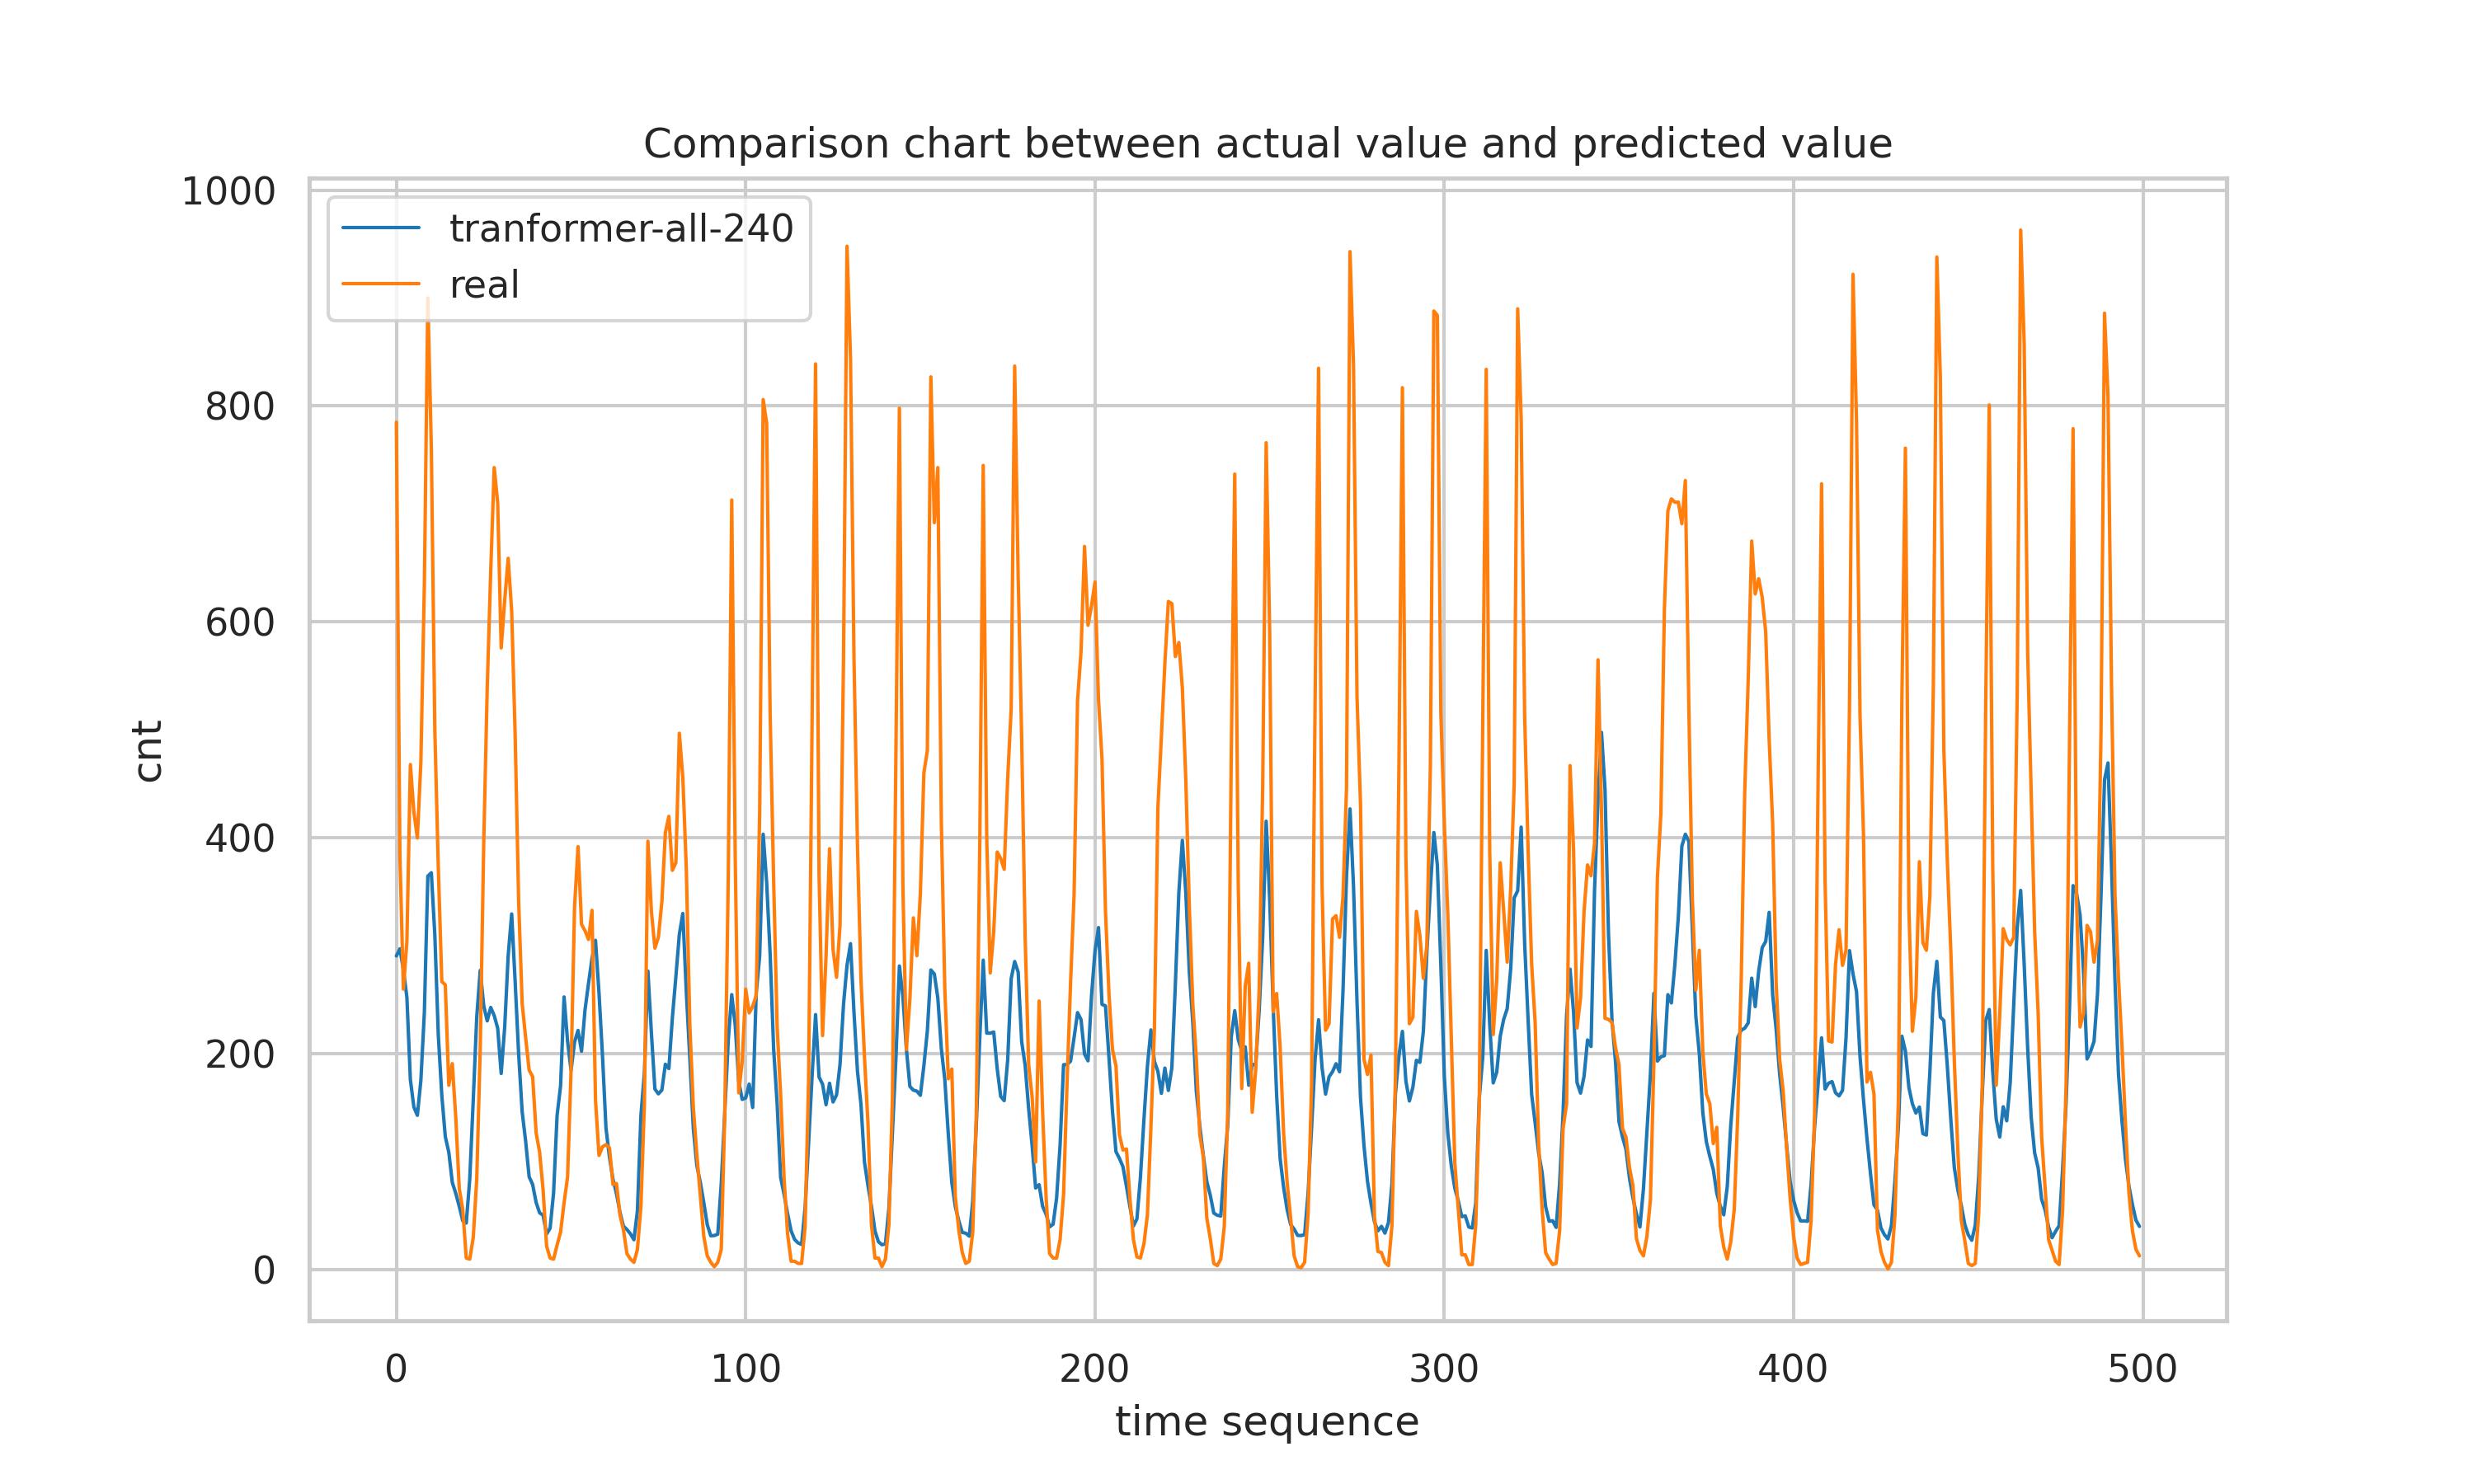 Comparison chart between actual value and predicted value
1000
800
600
400
200
0
cnt
tranformer-all-240
real
0 100 200 300 400 500
time sequence